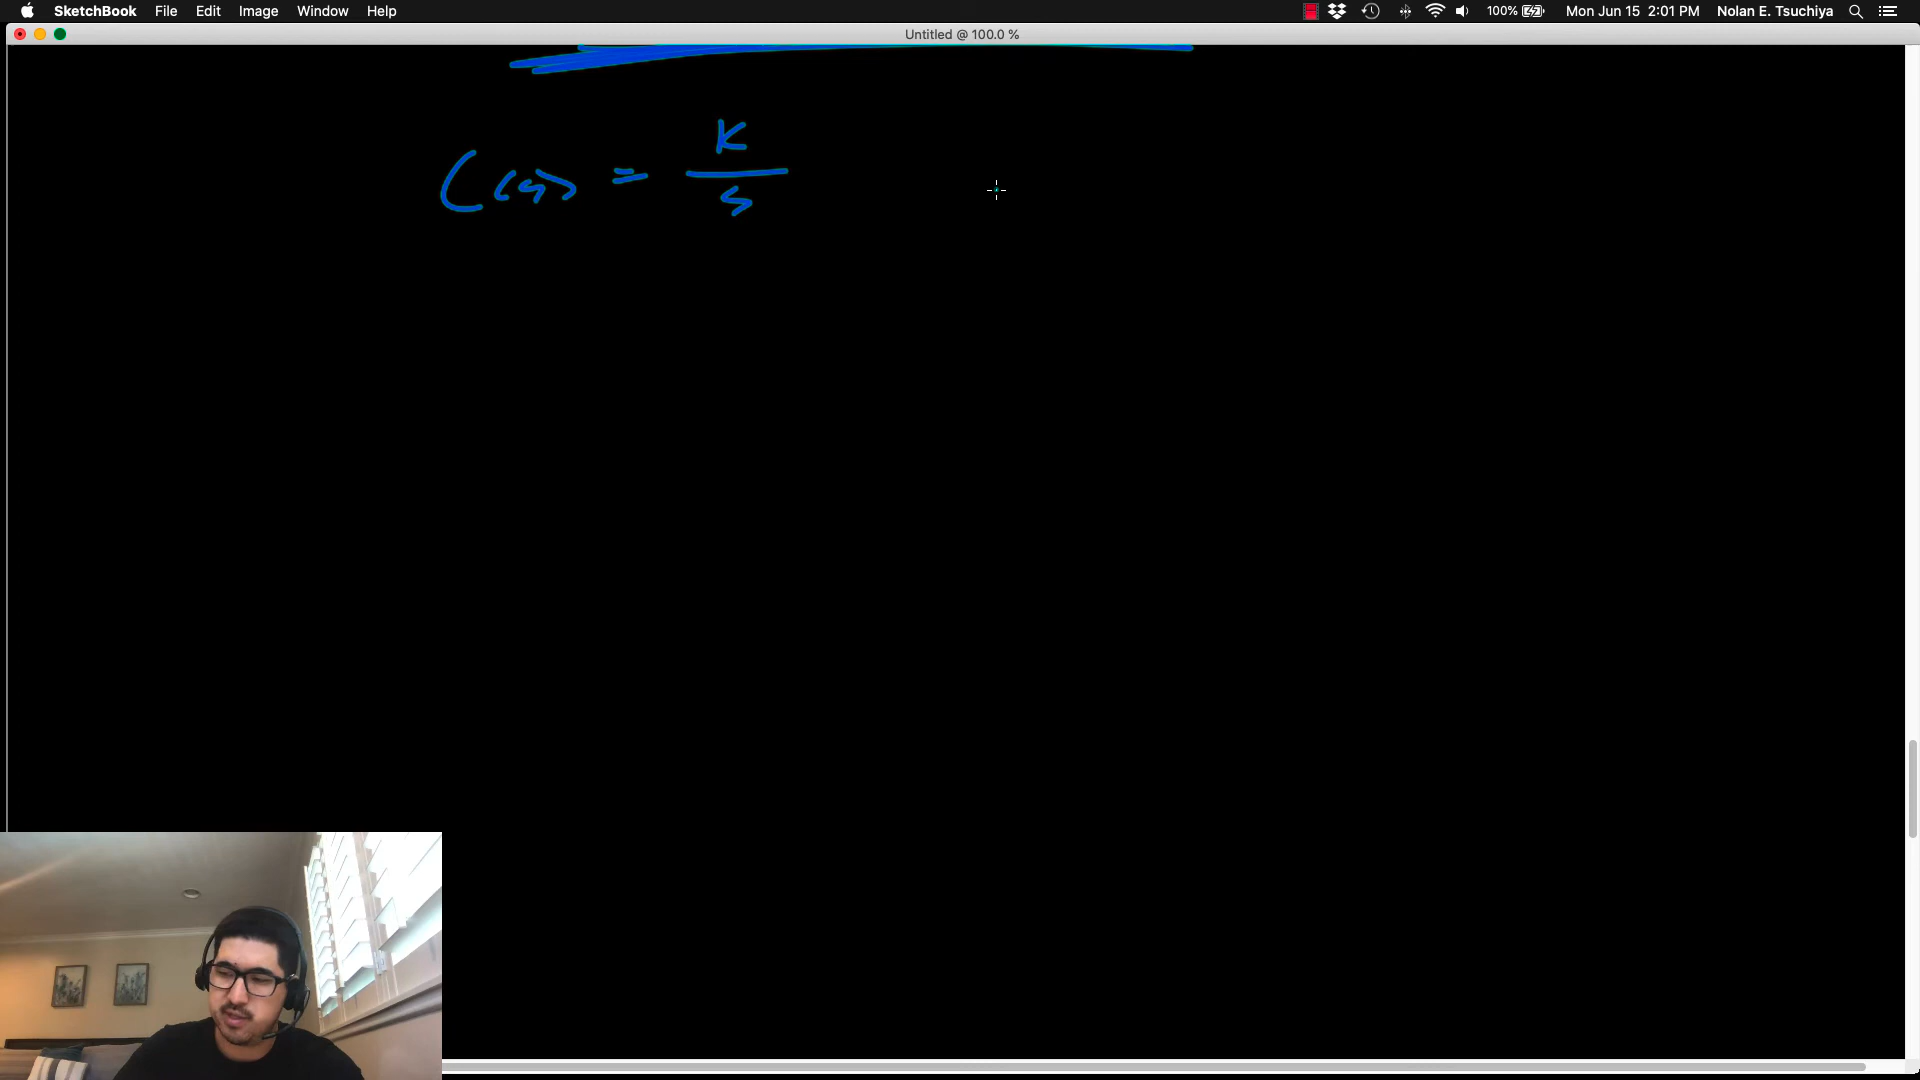 SketchBook File Edit Image Window Help 100% Mon Jun 15 2:01 PM Nolan E. Tsuchiya
Untitled @ 100.0 %
C(s) = K/s